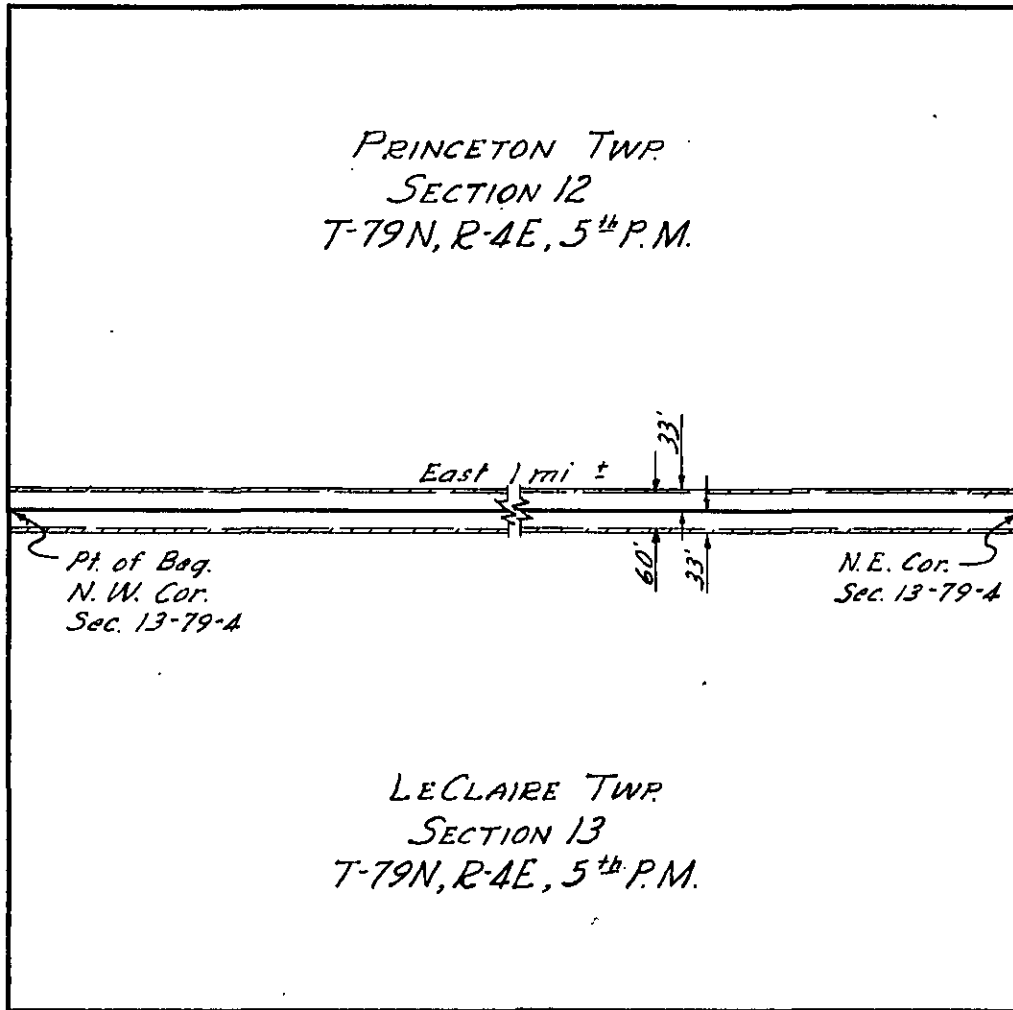 PRINCETON TWP.
SECTION 12
T-79N, R-4E, 5th P.M.
33'
East 1 mi ±
60'
33'
Pt. of Beg.
N.W. Cor.
Sec. 13-79-4
N.E. Cor.
Sec. 13-79-4
LECLAIRE TWP.
SECTION 13
T-79N, R-4E, 5th P.M.